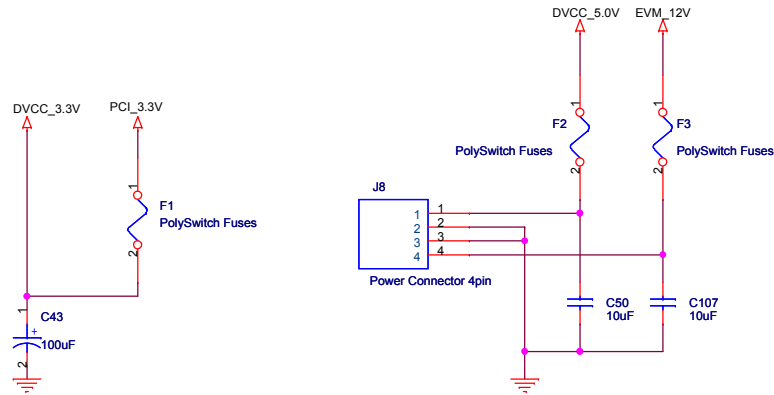 DVCC_5.0V
EVM_12V
DVCC_3.3V
PCI_3.3V
1
F2
PolySwitch Fuses
2
1
F3
PolySwitch Fuses
2
1
F1
PolySwitch Fuses
2
J8
1 1
2 2
3 3
4 4
Power Connector 4pin
1
C43
+
100uF
2
C50
10uF
C107
10uF